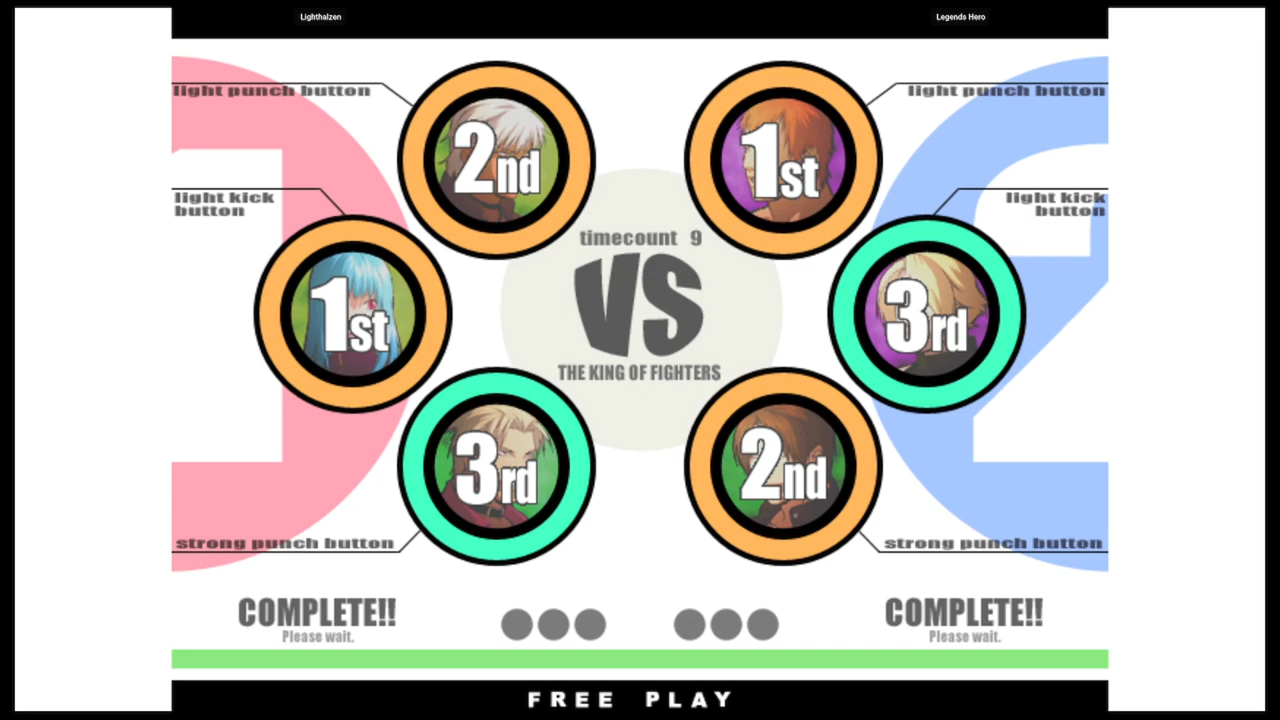 Lighthalzen
Legends Hero
light punch button
light punch button
2nd
1st
light kick
button
light kick
button
timecount 9
VS
THE KING OF FIGHTERS
1st
3rd
3rd
2nd
strong punch button
strong punch button
COMPLETE!!
Please wait.
COMPLETE!!
Please wait.
FREE PLAY
1
2